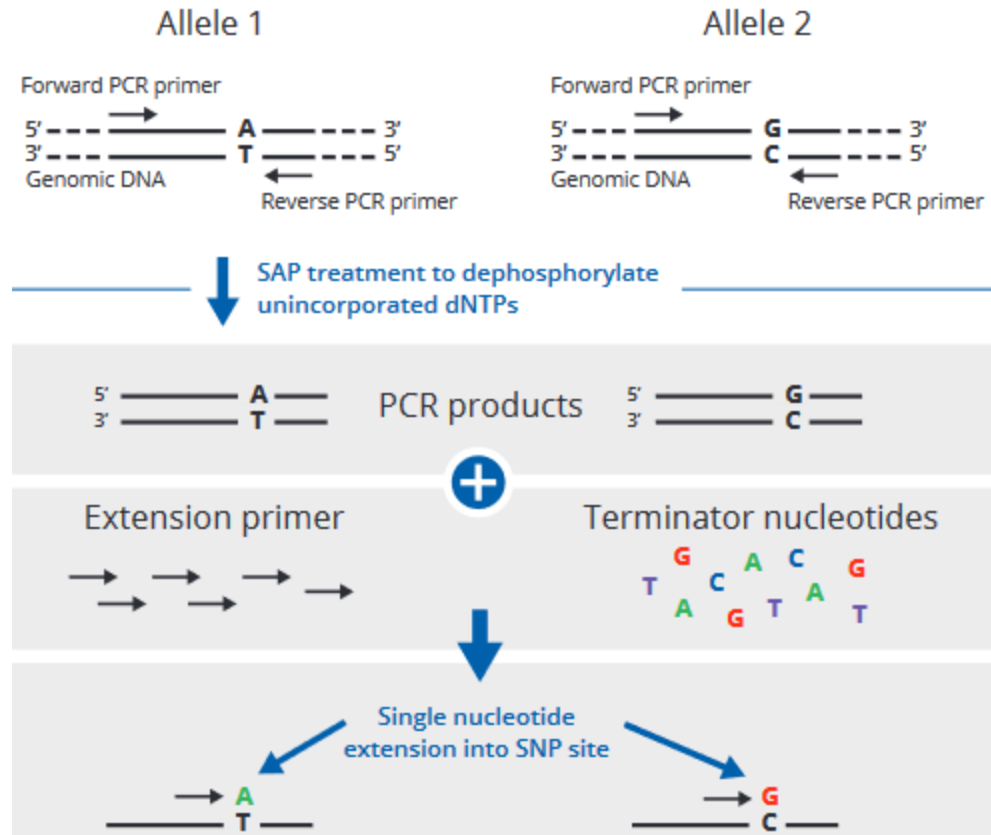 Allele 1
Allele 2
Forward PCR primer
Forward PCR primer
5' A 3'
5' G 3'
3' T 5'
3' C 5'
Genomic DNA
Genomic DNA
Reverse PCR primer
Reverse PCR primer
SAP treatment to dephosphorylate
unincorporated dNTPs
5' A
3' T
PCR products
5' G
3' C
+
Extension primer
Terminator nucleotides
G A C G
T C A
A G T T
Single nucleotide
extension into SNP site
A
T
G
C